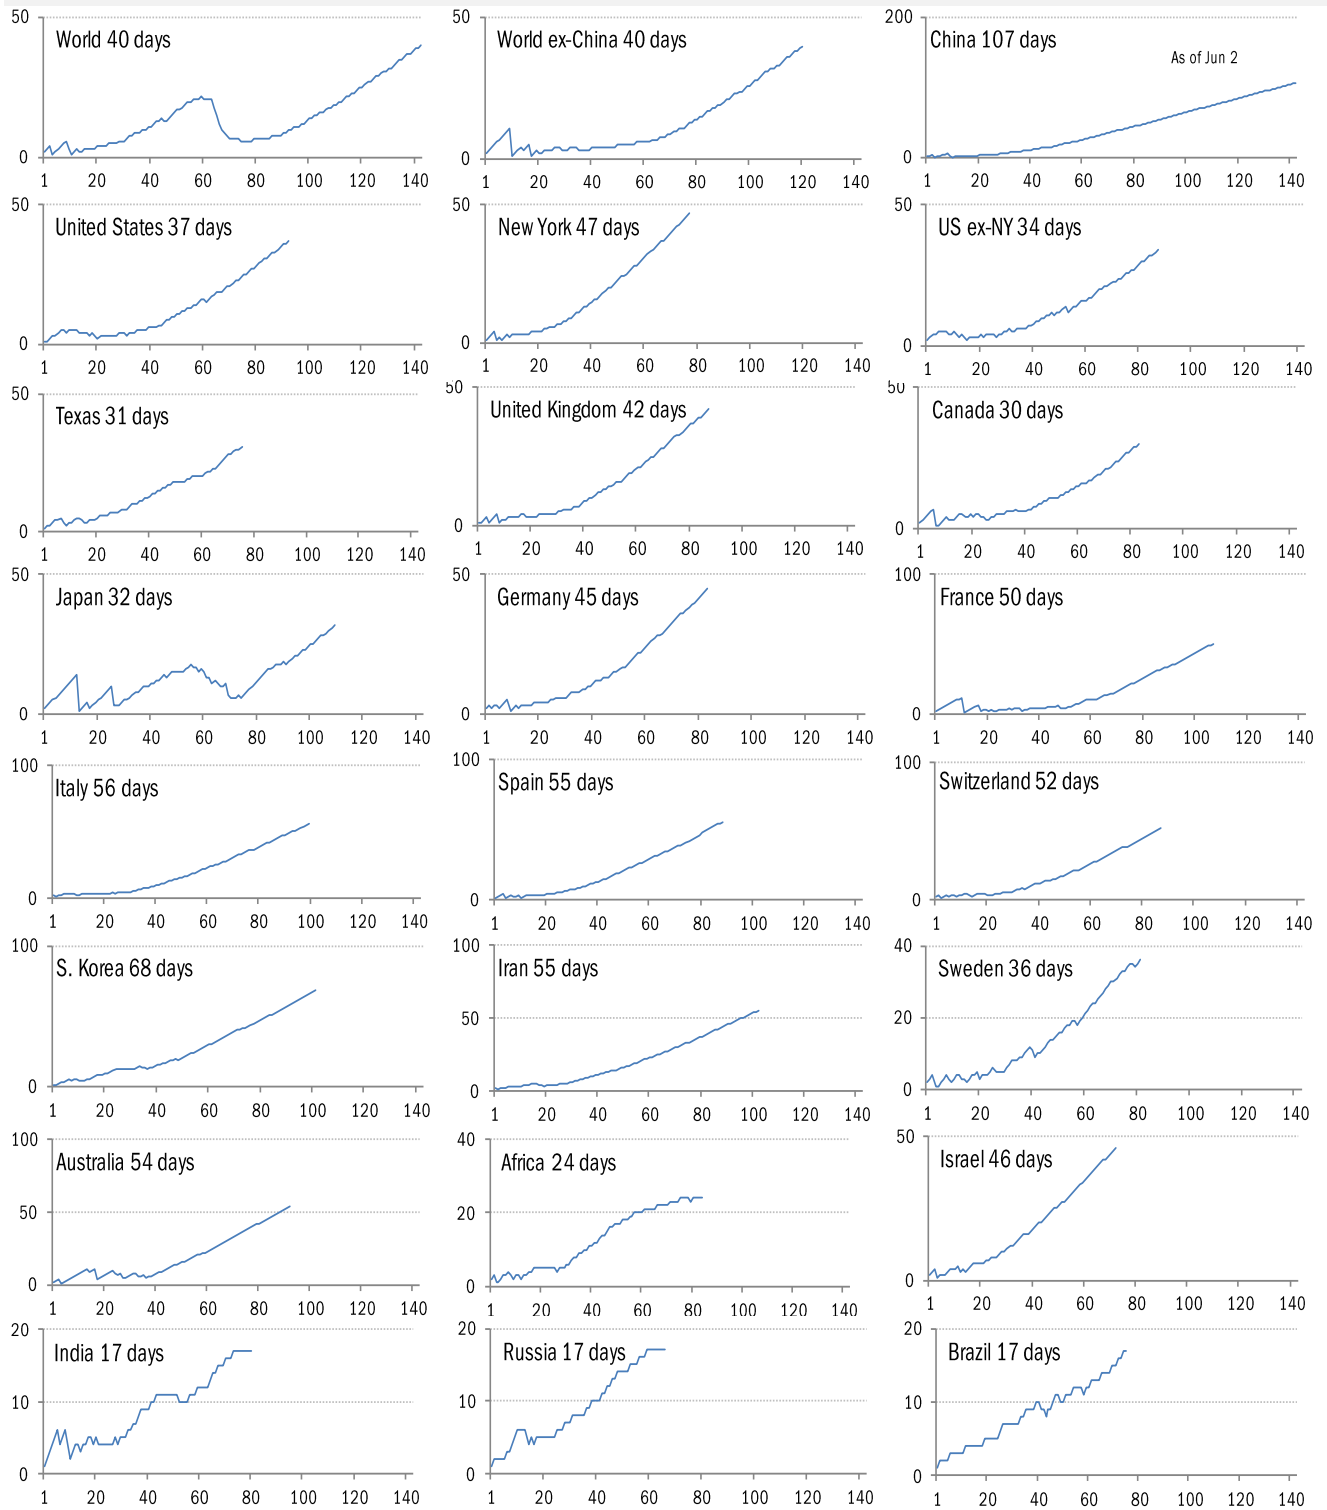 50 50 200
World 40 days World ex-China 40 days China 107 days
As of Jun 2
0 0 0
1 20 40 60 80 100 120 140 1 20 40 60 80 100 120 140 1 20 40 60 80 100 120 140
50 50 50
United States 37 days New York 47 days US ex-NY 34 days
0 0 0
1 20 40 60 80 100 120 140 1 20 40 60 80 100 120 140 1 20 40 60 80 100 120 140
50 50 50
Texas 31 days United Kingdom 42 days Canada 30 days
0 0 0
1 20 40 60 80 100 120 140 1 20 40 60 80 100 120 140 1 20 40 60 80 100 120 140
50 50 100
Japan 32 days Germany 45 days France 50 days
0 0 0
1 20 40 60 80 100 120 140 1 20 40 60 80 100 120 140 1 20 40 60 80 100 120 140
100 100 100
Italy 56 days Spain 55 days Switzerland 52 days
0 0 0
1 20 40 60 80 100 120 140 1 20 40 60 80 100 120 140 1 20 40 60 80 100 120 140
100 100 40
S. Korea 68 days Iran 55 days Sweden 36 days
50 20
0 0 0
1 20 40 60 80 100 120 140 1 20 40 60 80 100 120 140 1 20 40 60 80 100 120 140
100 40 50
Australia 54 days Africa 24 days Israel 46 days
50 20
0 0 0
1 20 40 60 80 100 120 140 1 20 40 60 80 100 120 140 1 20 40 60 80 100 120 140
20 20 20
India 17 days Russia 17 days Brazil 17 days
10 10 10
0 0 0
1 20 40 60 80 100 120 140 1 20 40 60 80 100 120 140 1 20 40 60 80 100 120 140